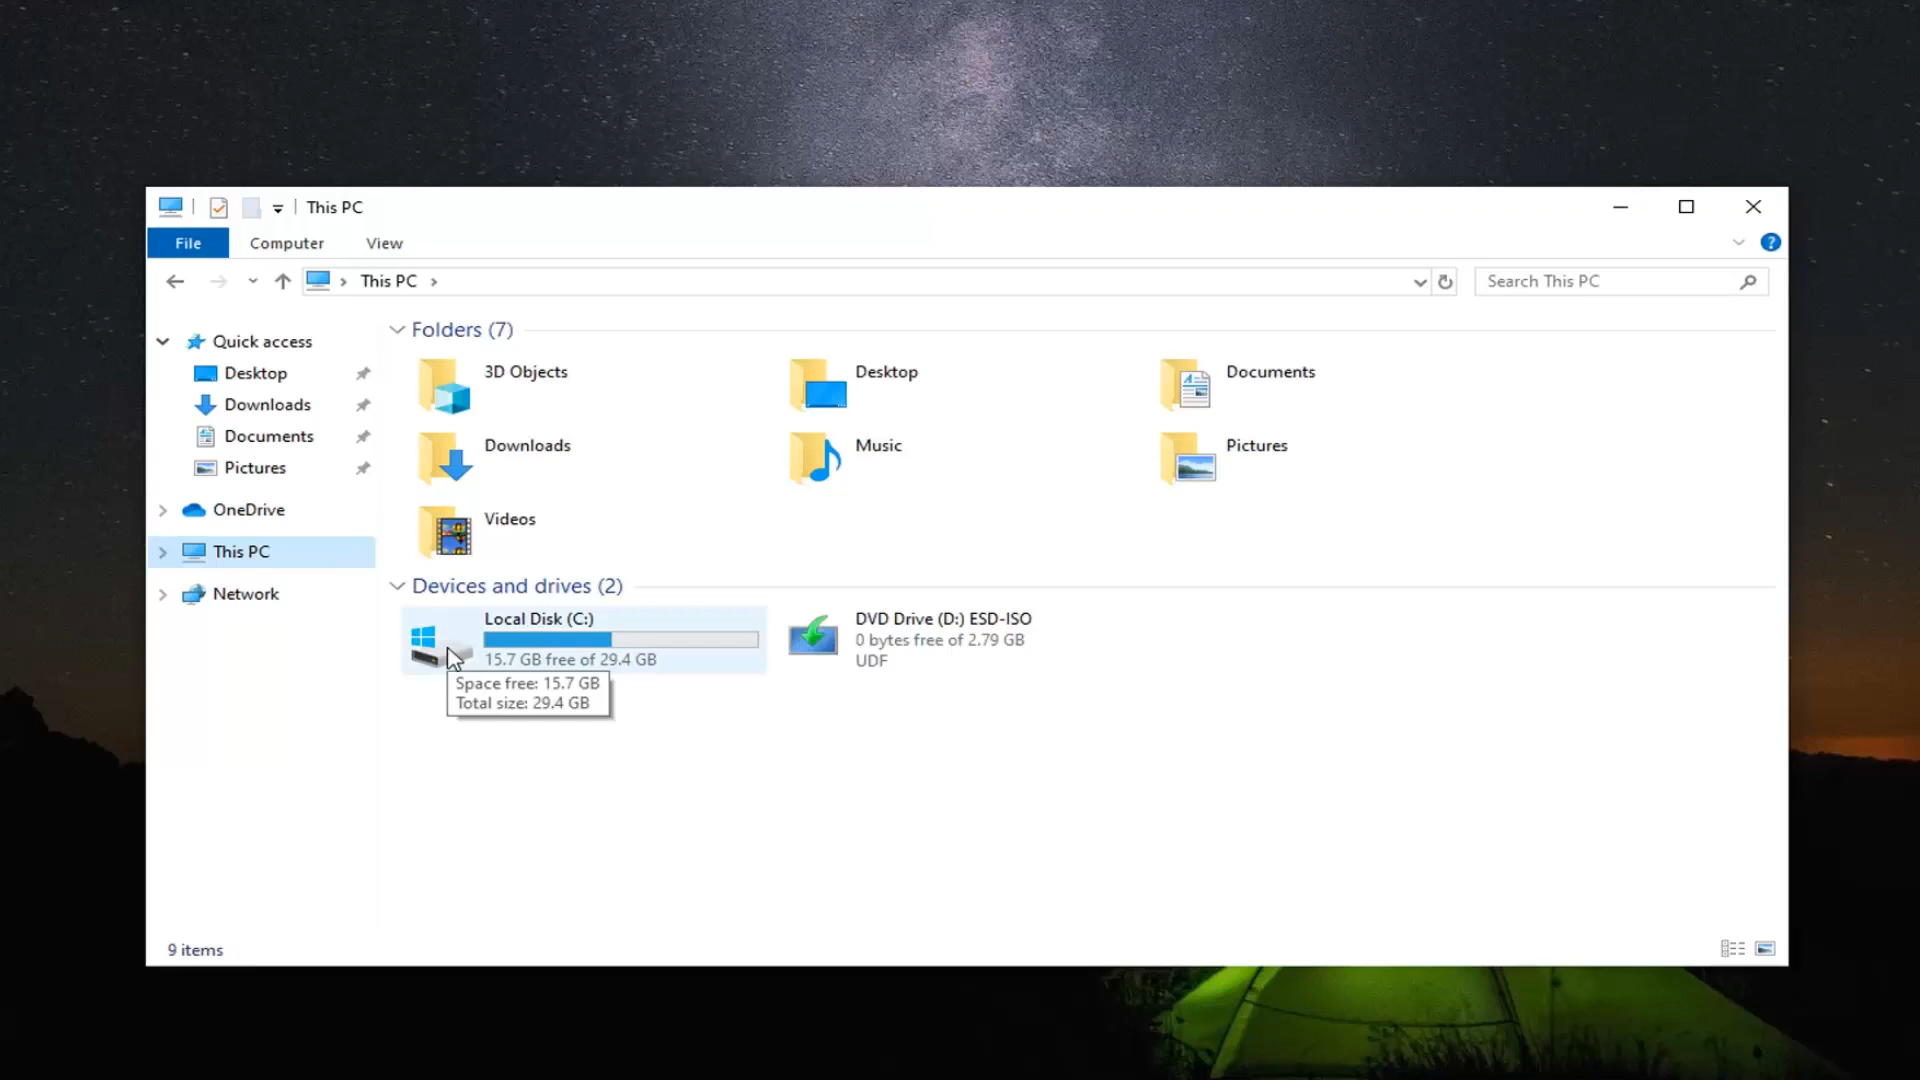 This PC
File Computer View
This PC
Search This PC
Quick access
Desktop
Downloads
Documents
Pictures
OneDrive
This PC
Network
Folders (7)
3D Objects
Desktop
Documents
Downloads
Music
Pictures
Videos
Devices and drives (2)
Local Disk (C:)
15.7 GB free of 29.4 GB
Space free: 15.7 GB
Total size: 29.4 GB
DVD Drive (D:) ESD-ISO
0 bytes free of 2.79 GB
UDF
9 items